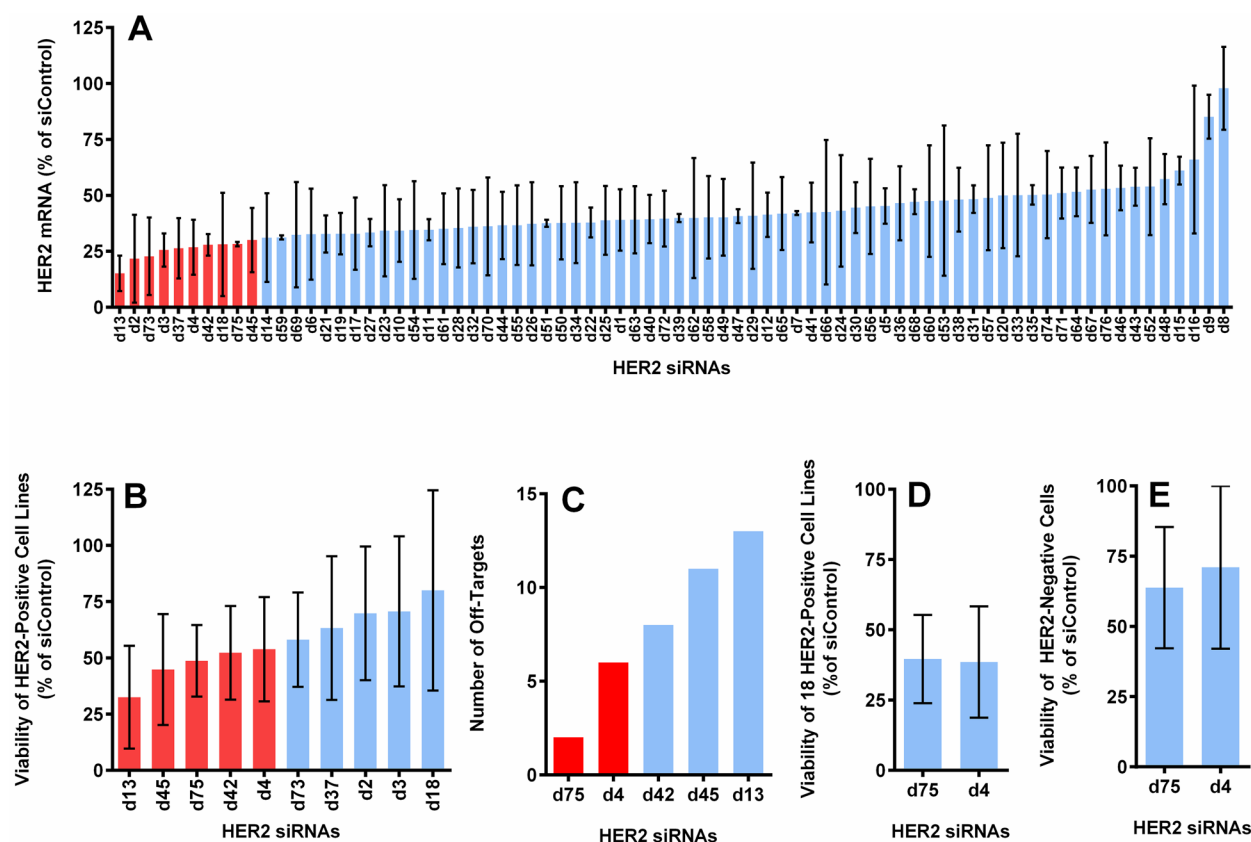 A
HER2 mRNA (% of siControl)
125
100
75
50
25
0
d13 d2 d73 d3 d37 d4 d42 d18 d75 d45 d14 d59 d69 d6 d21 d19 d17 d27 d23 d10 d54 d11 d61 d28 d32 d70 d44 d55 d26 d51 d50 d34 d22 d25 d1 d63 d40 d72 d39 d62 d58 d49 d47 d29 d12 d65 d7 d41 d66 d24 d30 d56 d5 d36 d68 d60 d53 d38 d31 d57 d20 d33 d35 d74 d71 d64 d67 d76 d46 d43 d52 d48 d15 d16 d9 d8
HER2 siRNAs
B
Viability of HER2-Positive Cell Lines
(% of siControl)
125
100
75
50
25
0
d13 d45 d75 d42 d4 d73 d37 d2 d3 d18
HER2 siRNAs
C
Number of Off-Targets
15
10
5
0
d75 d4 d42 d45 d13
HER2 siRNAs
D
Viability of 18 HER2-Positive Cell Lines
(%of siControl)
100
75
50
25
0
d75 d4
HER2 siRNAs
E
Viability of HER2-Negative Cells
(% of siControl)
100
75
50
25
0
d75 d4
HER2 siRNAs